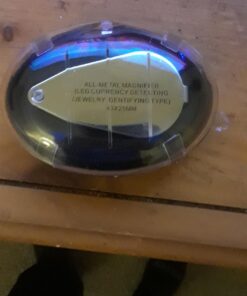 ALL METAL MAGNIFIER
(LED CURRENCY DETECTING
(JEWELRY IDENTIFYING TYPE)